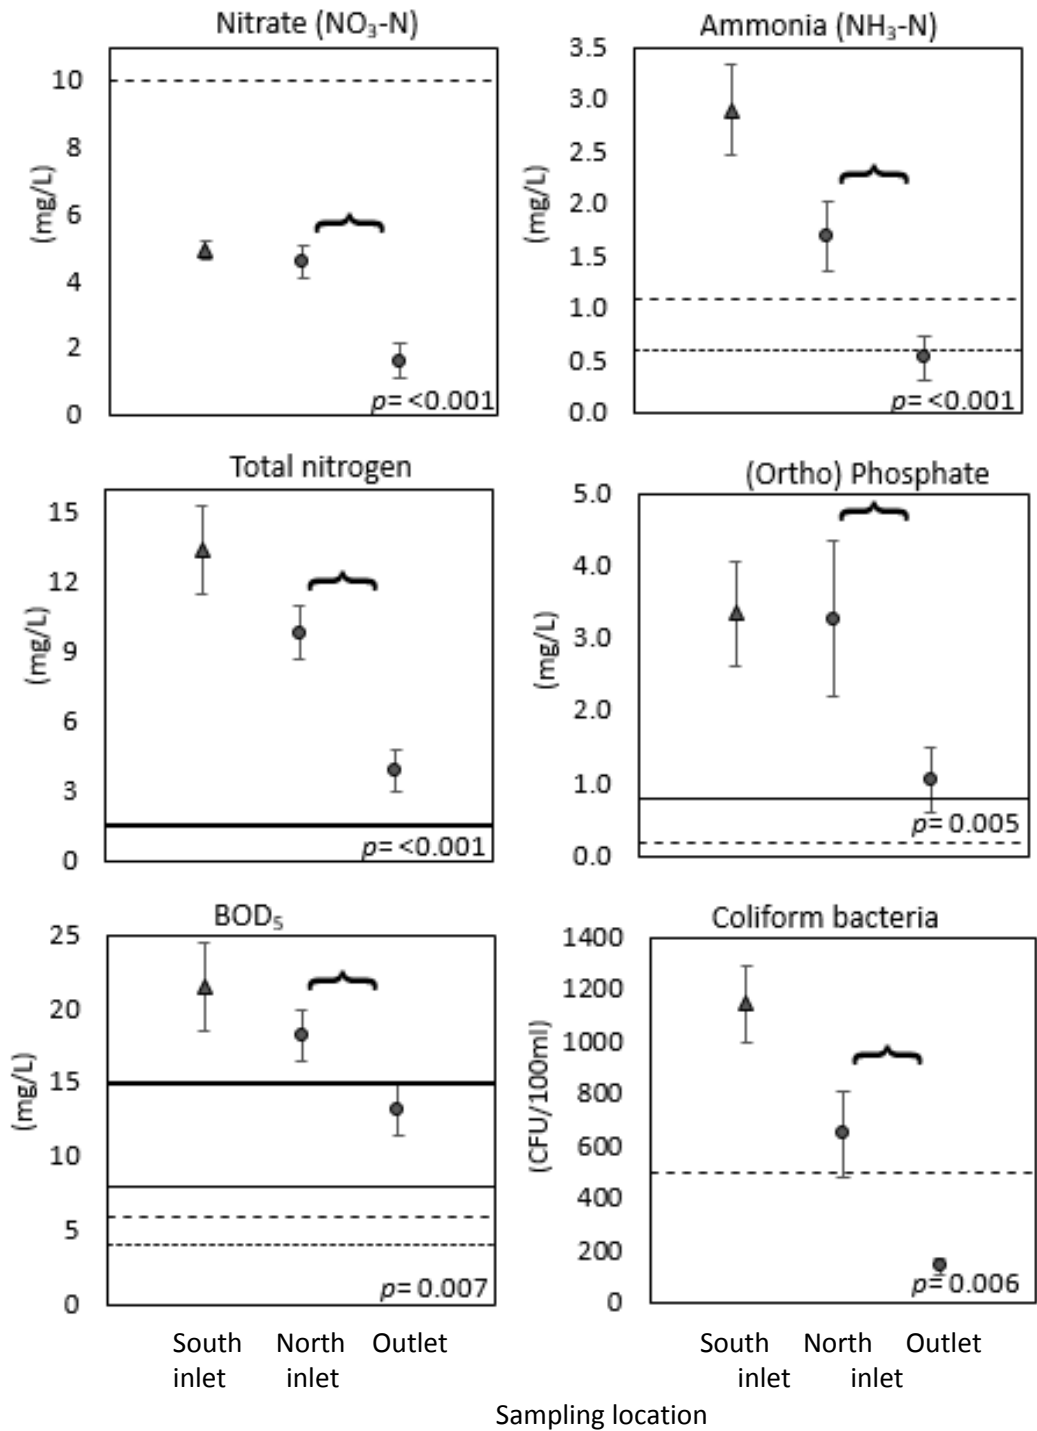 Nitrate (NO₃-N)
10
8
6
4
2
0
(mg/L)
p= <0.001
Ammonia (NH₃-N)
3.5
3.0
2.5
2.0
1.5
1.0
0.5
0.0
(mg/L)
p= <0.001
Total nitrogen
15
12
9
6
3
0
(mg/L)
p= <0.001
(Ortho) Phosphate
5.0
4.0
3.0
2.0
1.0
0.0
(mg/L)
p= 0.005
BOD₅
25
20
15
10
5
0
(mg/L)
p= 0.007
Coliform bacteria
1400
1200
1000
800
600
400
200
0
(CFU/100ml)
p= 0.006
South North Outlet
inlet inlet
South North Outlet
inlet inlet
Sampling location